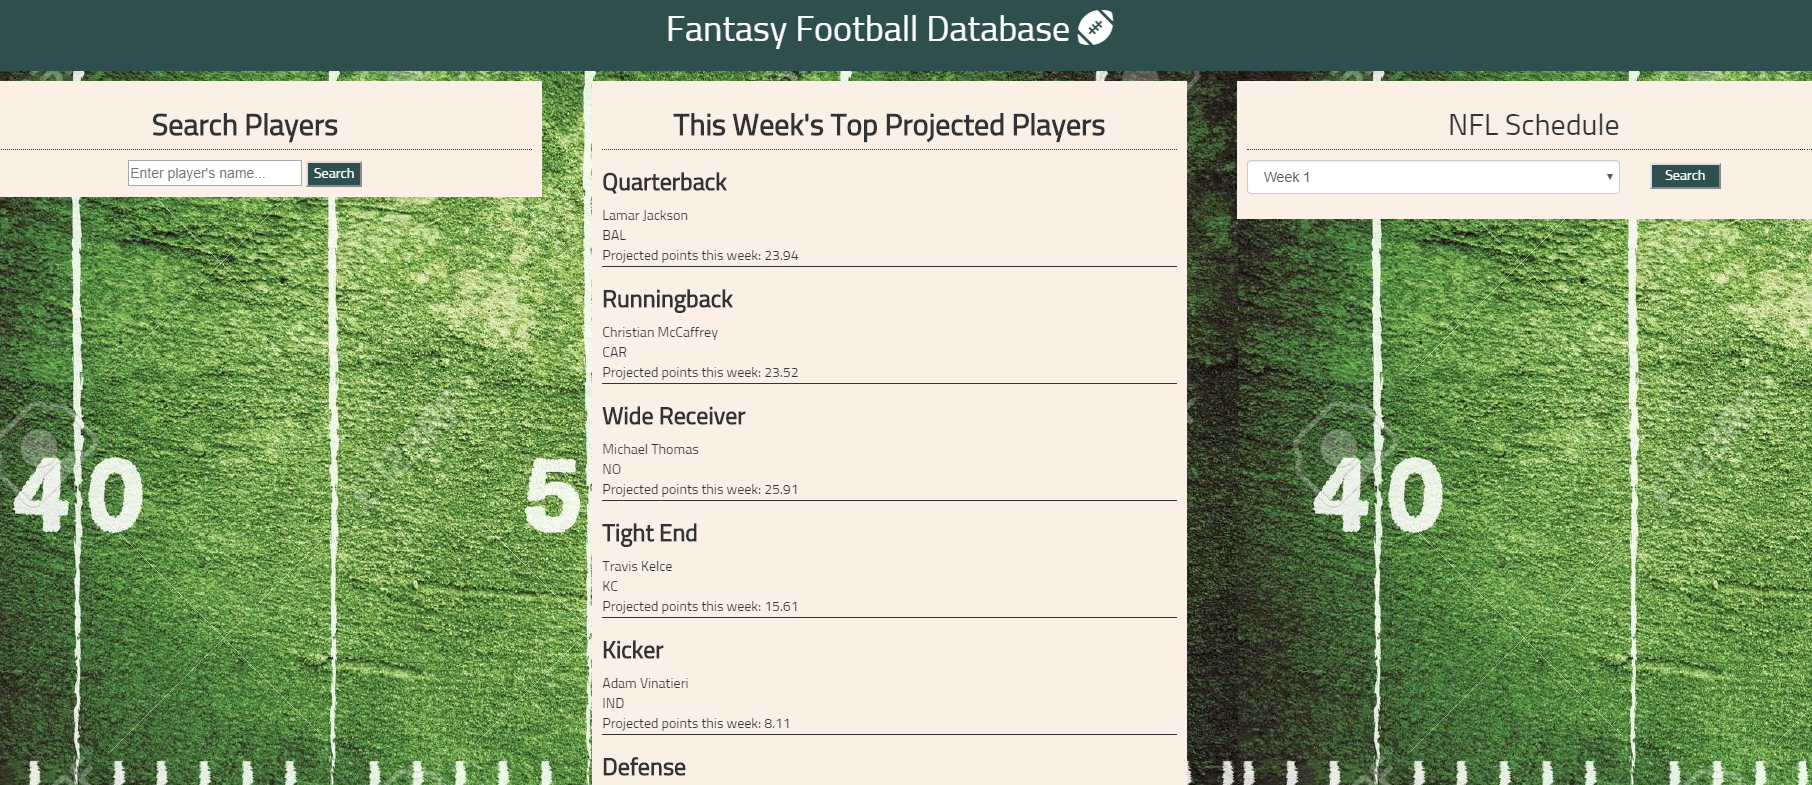 Fantasy Football Database
Search Players
Enter player's name...
Search
This Week's Top Projected Players
Quarterback
Lamar Jackson
BAL
Projected points this week: 23.94
Runningback
Christian McCaffrey
CAR
Projected points this week: 23.52
Wide Receiver
Michael Thomas
NO
Projected points this week: 25.91
Tight End
Travis Kelce
KC
Projected points this week: 15.61
Kicker
Adam Vinatieri
IND
Projected points this week: 8.11
Defense
NFL Schedule
Week 1
Search
40
5
40